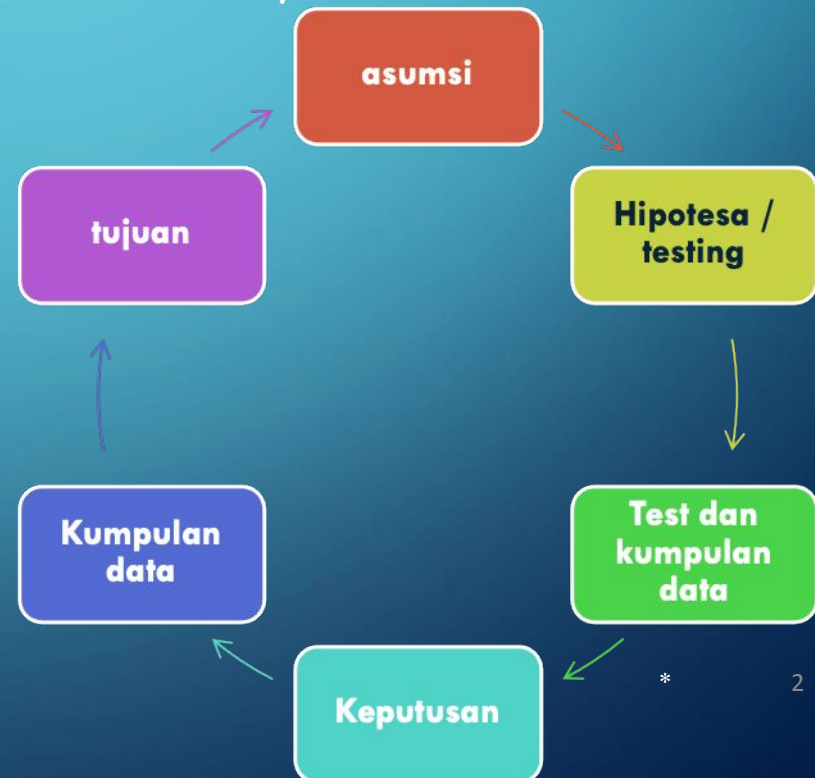 asumsi
Hipotesa /
testing
Test dan
kumpulan
data
Keputusan
Kumpulan
data
tujuan
*
2